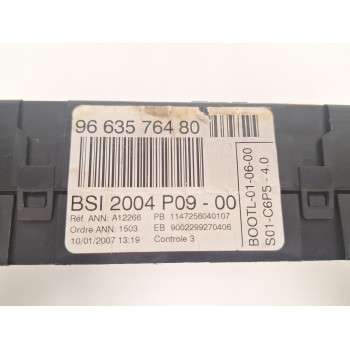 96 635 764 80
BSI 2004 P09 - 00
Réf. ANN: A12266 PB 1147256040107
Ordre ANN: 1503 EB 9002299270406
10/01/2007 13:19 Controle 3
BOOTL-01-06-00
S01-C6P5 - 4.0